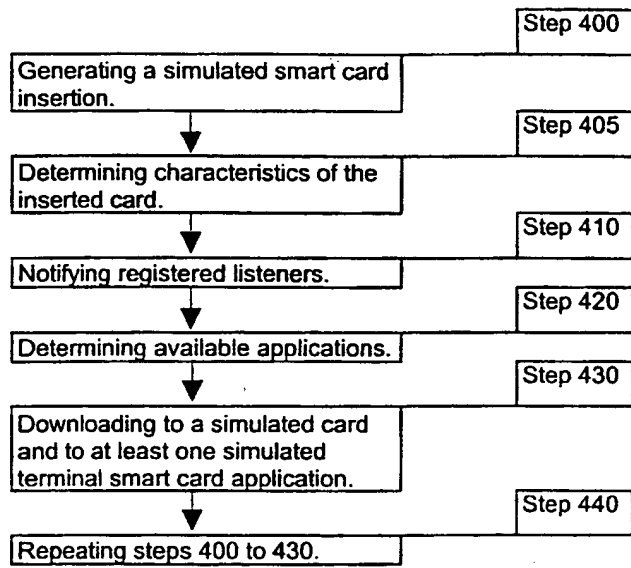 Step 400
Generating a simulated smart card
insertion.
Step 405
Determining characteristics of the
inserted card.
Step 410
Notifying registered listeners.
Step 420
Determining available applications.
Step 430
Downloading to a simulated card
and to at least one simulated
terminal smart card application.
Step 440
Repeating steps 400 to 430.